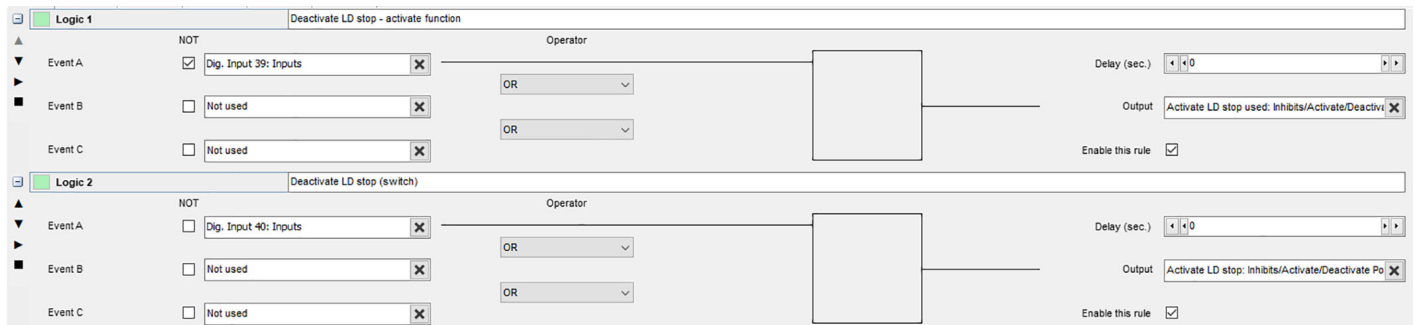 Logic 1
Deactivate LD stop - activate function
NOT
Operator
Event A
Dig. Input 39: Inputs
Delay (sec.)
0
OR
Event B
Not used
Output
Activate LD stop used: Inhibits/Activate/Deactiva
OR
Event C
Not used
Enable this rule
Logic 2
Deactivate LD stop (switch)
NOT
Operator
Event A
Dig. Input 40: Inputs
Delay (sec.)
0
OR
Event B
Not used
Output
Activate LD stop: Inhibits/Activate/Deactivate Po
OR
Event C
Not used
Enable this rule